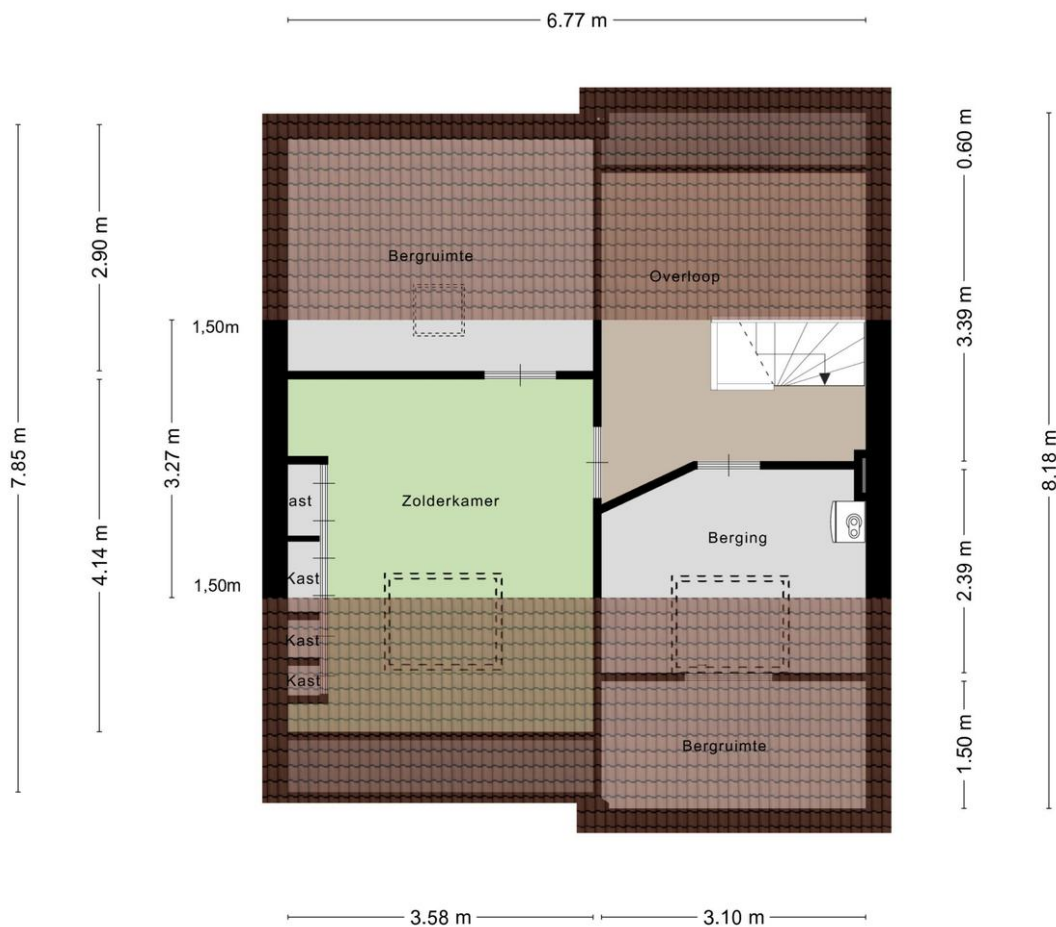 6.77 m
0.60 m
2.90 m
Bergruimte
Overloop
1,50m
3.39 m
7.85 m
3.27 m
8.18 m
ast
Zolderkamer
Berging
4.14 m
Kast
1,50m
2.39 m
Kast
Kast
Bergruimte
1.50 m
3.58 m
3.10 m